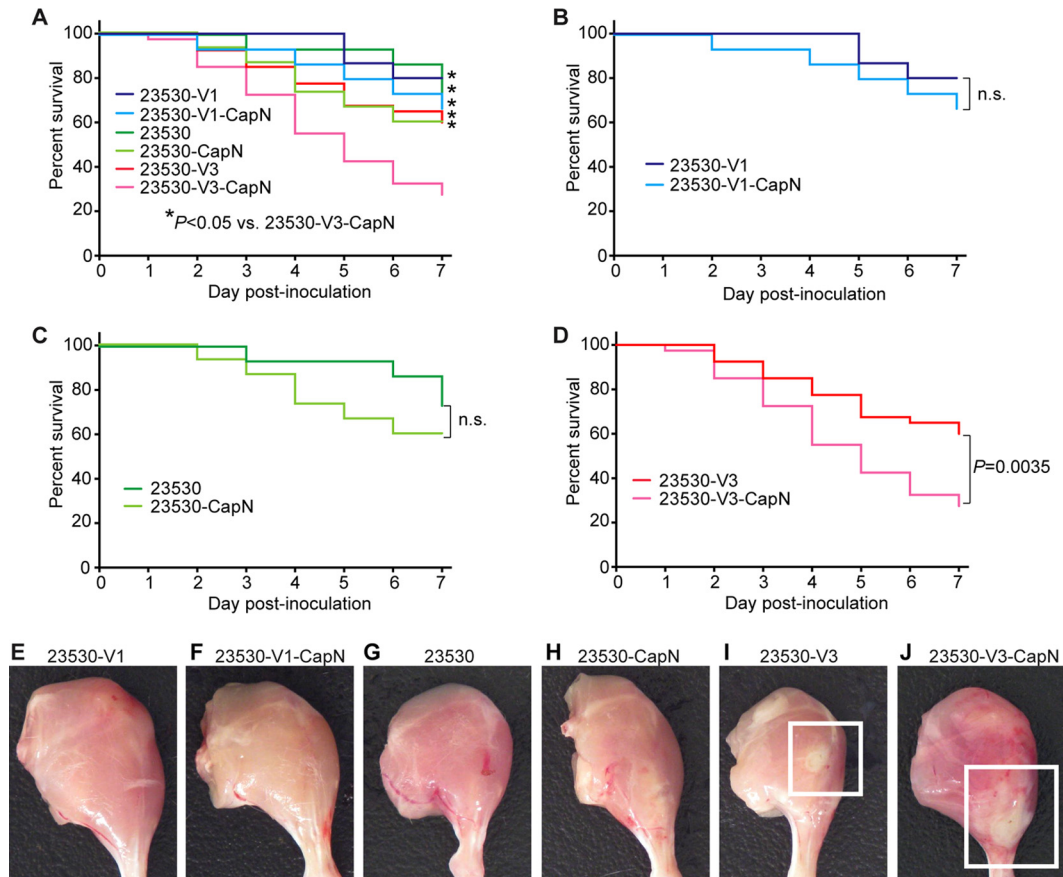 A
Percent survival
100
80
60
40
20
0
23530-V1
23530-V1-CapN
23530
23530-CapN
23530-V3
23530-V3-CapN
*P<0.05 vs. 23530-V3-CapN
*
*
*
*
*
0 1 2 3 4 5 6 7
Day post-inoculation
B
Percent survival
100
80
60
40
20
0
23530-V1
23530-V1-CapN
n.s.
0 1 2 3 4 5 6 7
Day post-inoculation
C
Percent survival
100
80
60
40
20
0
23530
23530-CapN
n.s.
0 1 2 3 4 5 6 7
Day post-inoculation
D
Percent survival
100
80
60
40
20
0
23530-V3
23530-V3-CapN
P=0.0035
0 1 2 3 4 5 6 7
Day post-inoculation
E 23530-V1
F 23530-V1-CapN
G 23530
H 23530-CapN
I 23530-V3
J 23530-V3-CapN